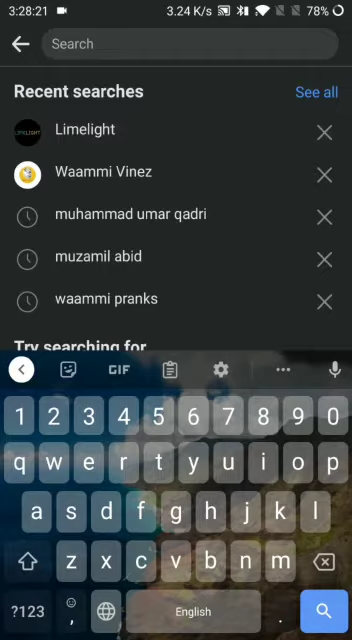 3:28:21 3.24 K/s 78%
Search
Recent searches See all
LIMELIGHT Limelight
Waammi Vinez
muhammad umar qadri
muzamil abid
waammi pranks
Try searching for
GIF
1 2 3 4 5 6 7 8 9 0
q w e r t y u i o p
a s d f g h j k l
z x c v b n m
?123 , English .